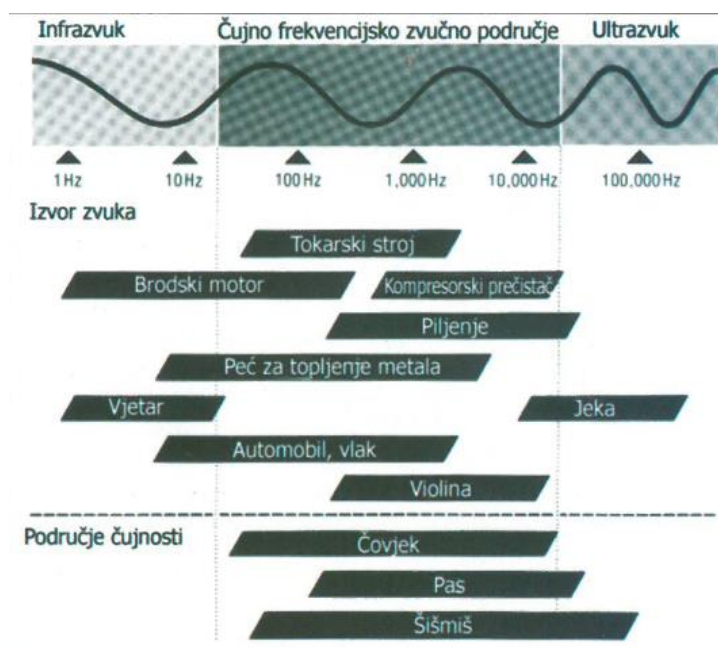 Infrazvuk Čujno frekvencijsko zvučno područje Ultrazvuk
1 Hz 10 Hz 100 Hz 1,000 Hz 10,000 Hz 100,000 Hz
Izvor zvuka
Tokarski stroj
Brodski motor Kompresorski prečistač
Piljenje
Peć za topljenje metala
Vjetar Jeka
Automobil, vlak
Violina
Područje čujnosti
Čovjek
Pas
Šišmiš